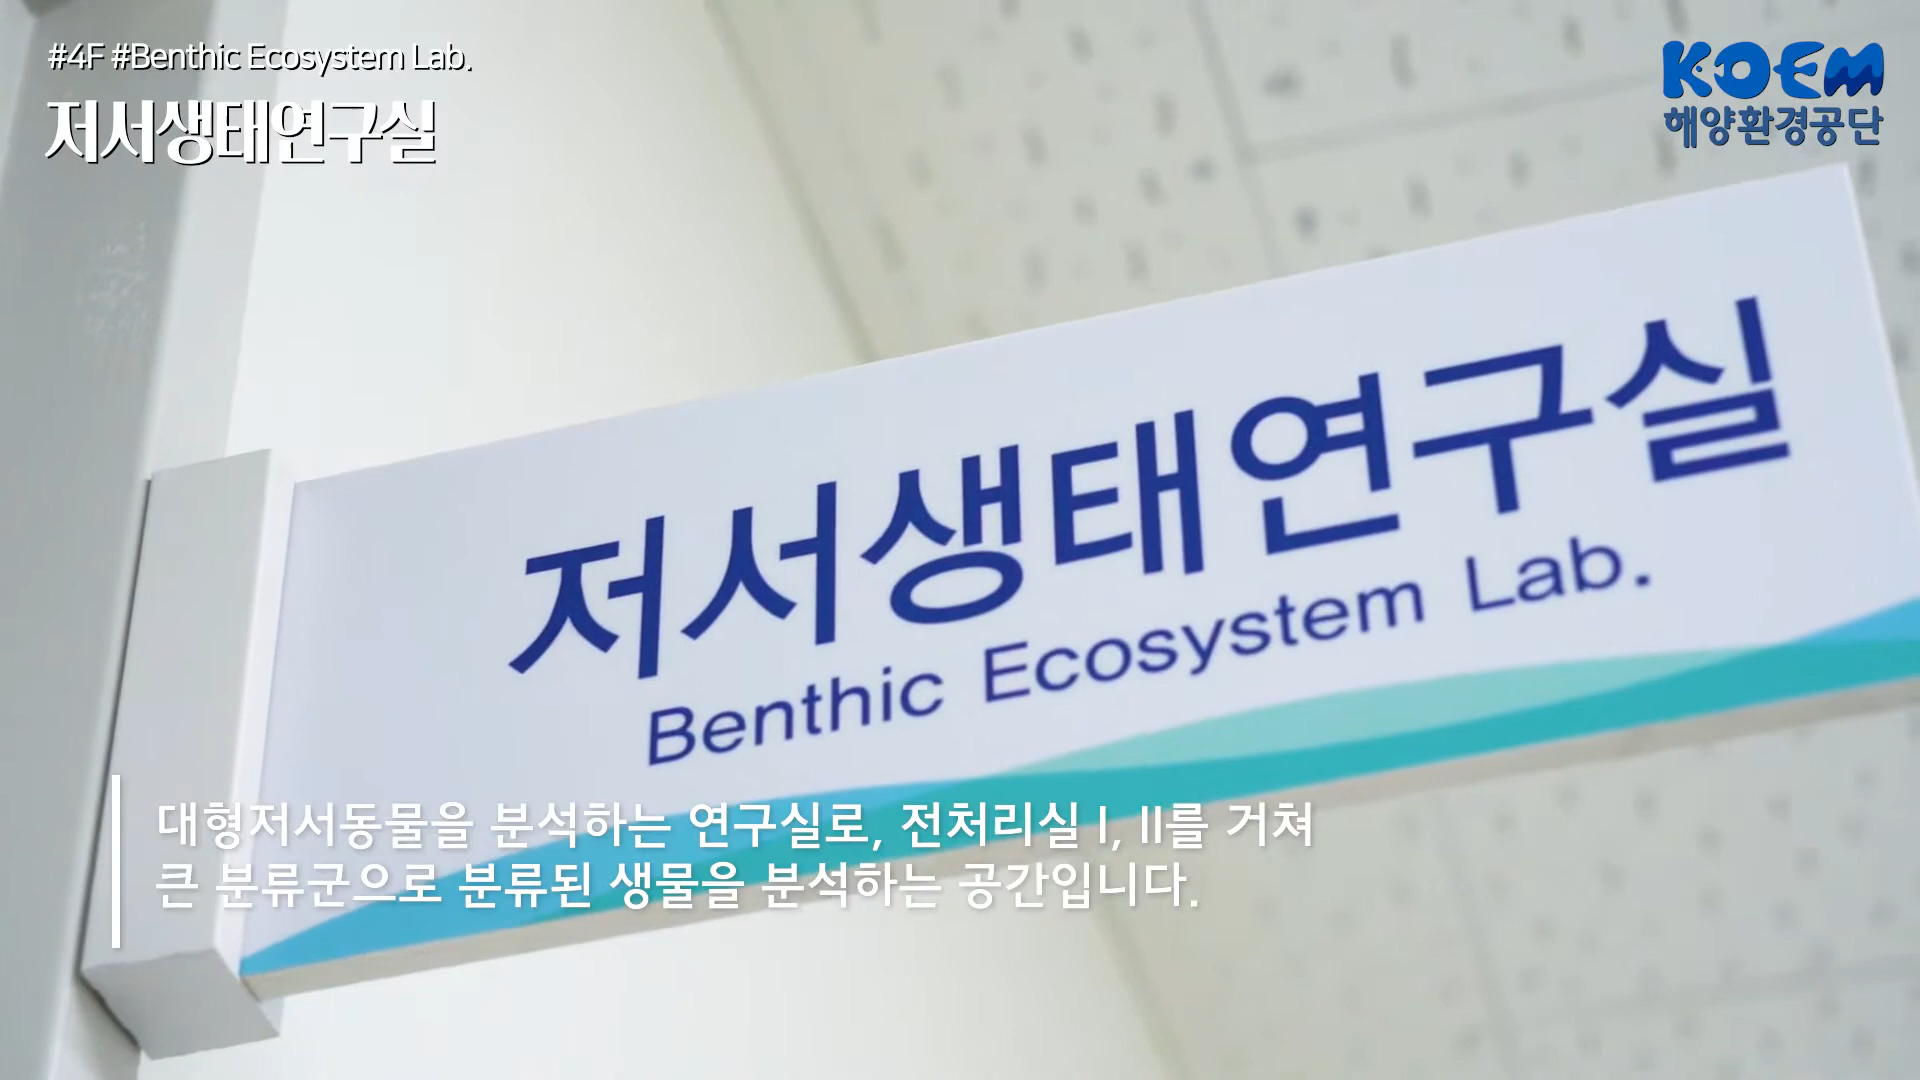 #4F #Benthic Ecosystem Lab.
저서생태연구실
KOEM
해양환경공단
저서생태연구실
Benthic Ecosystem Lab.
대형저서동물을 분석하는 연구실로, 전처리실 I, II를 거쳐
큰 분류군으로 분류된 생물을 분석하는 공간입니다.